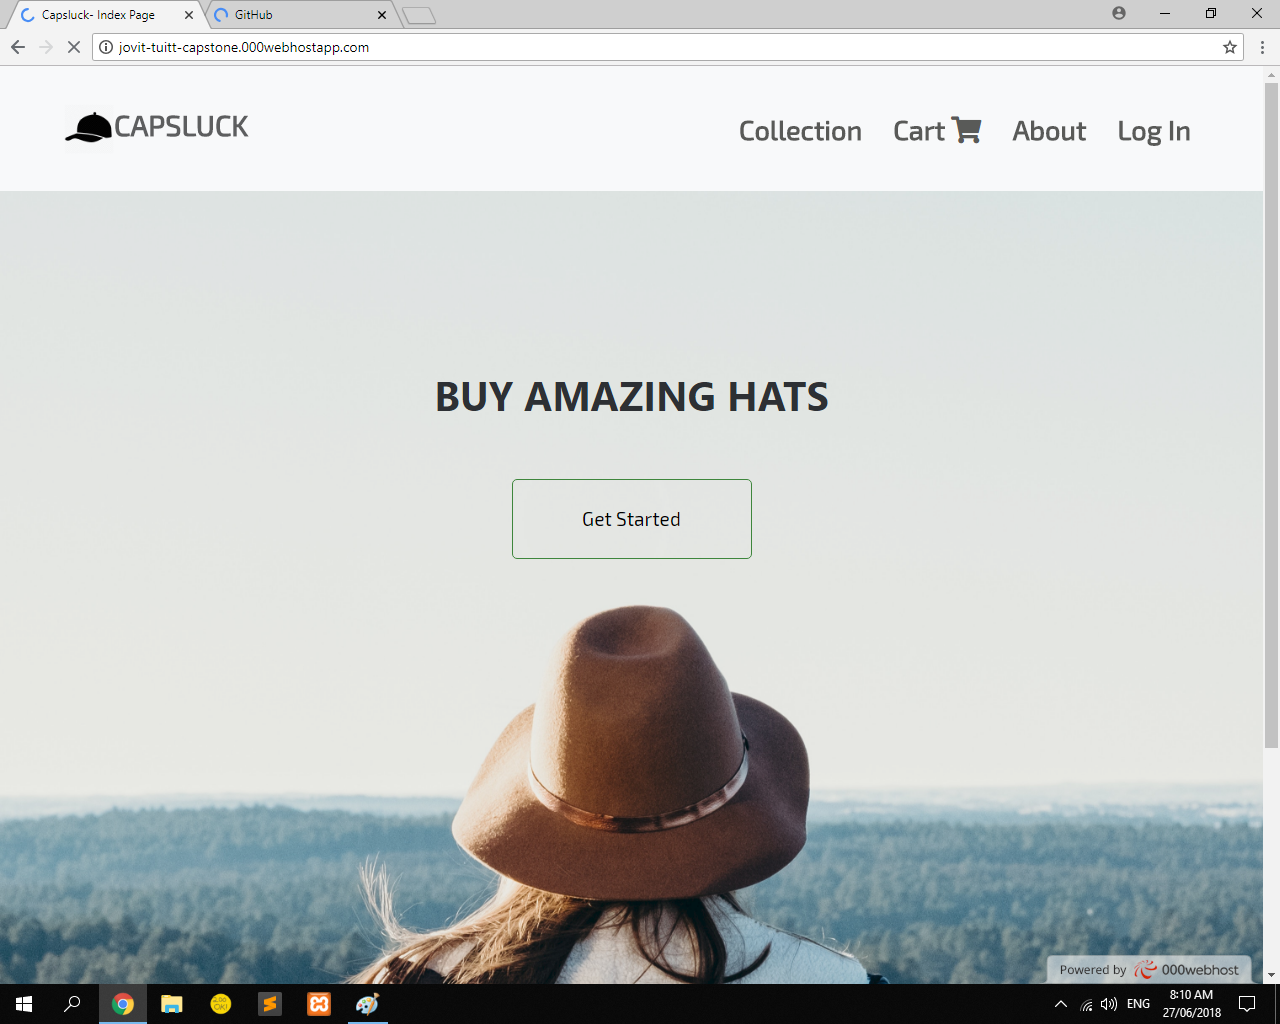 Capsluck- Index Page
GitHub
jovit-tuitt-capstone.000webhostapp.com
CAPSLUCK
Collection
Cart
About
Log In
BUY AMAZING HATS
Get Started
Powered by 000webhost
ENG
8:10 AM
27/06/2018